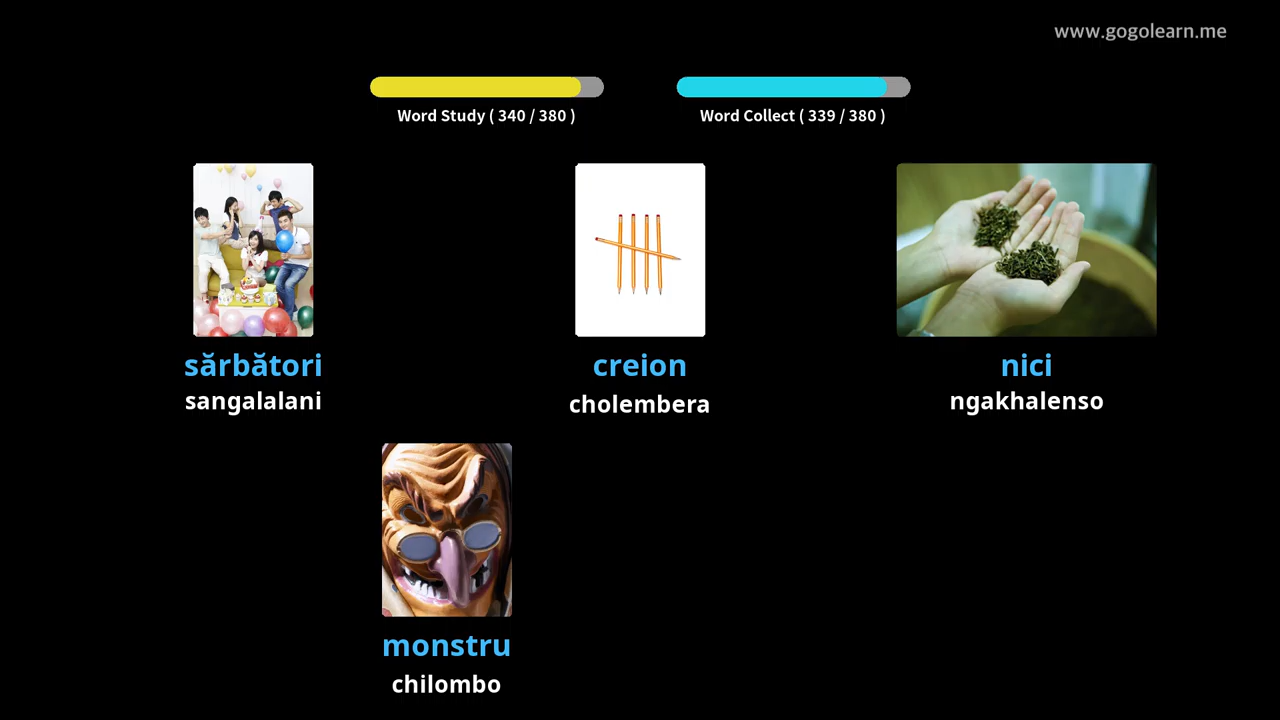 www.gogolearn.me
Word Study ( 340 / 380 )
Word Collect ( 339 / 380 )
sărbători
sangalalani
creion
cholembera
nici
ngakhalenso
monstru
chilombo